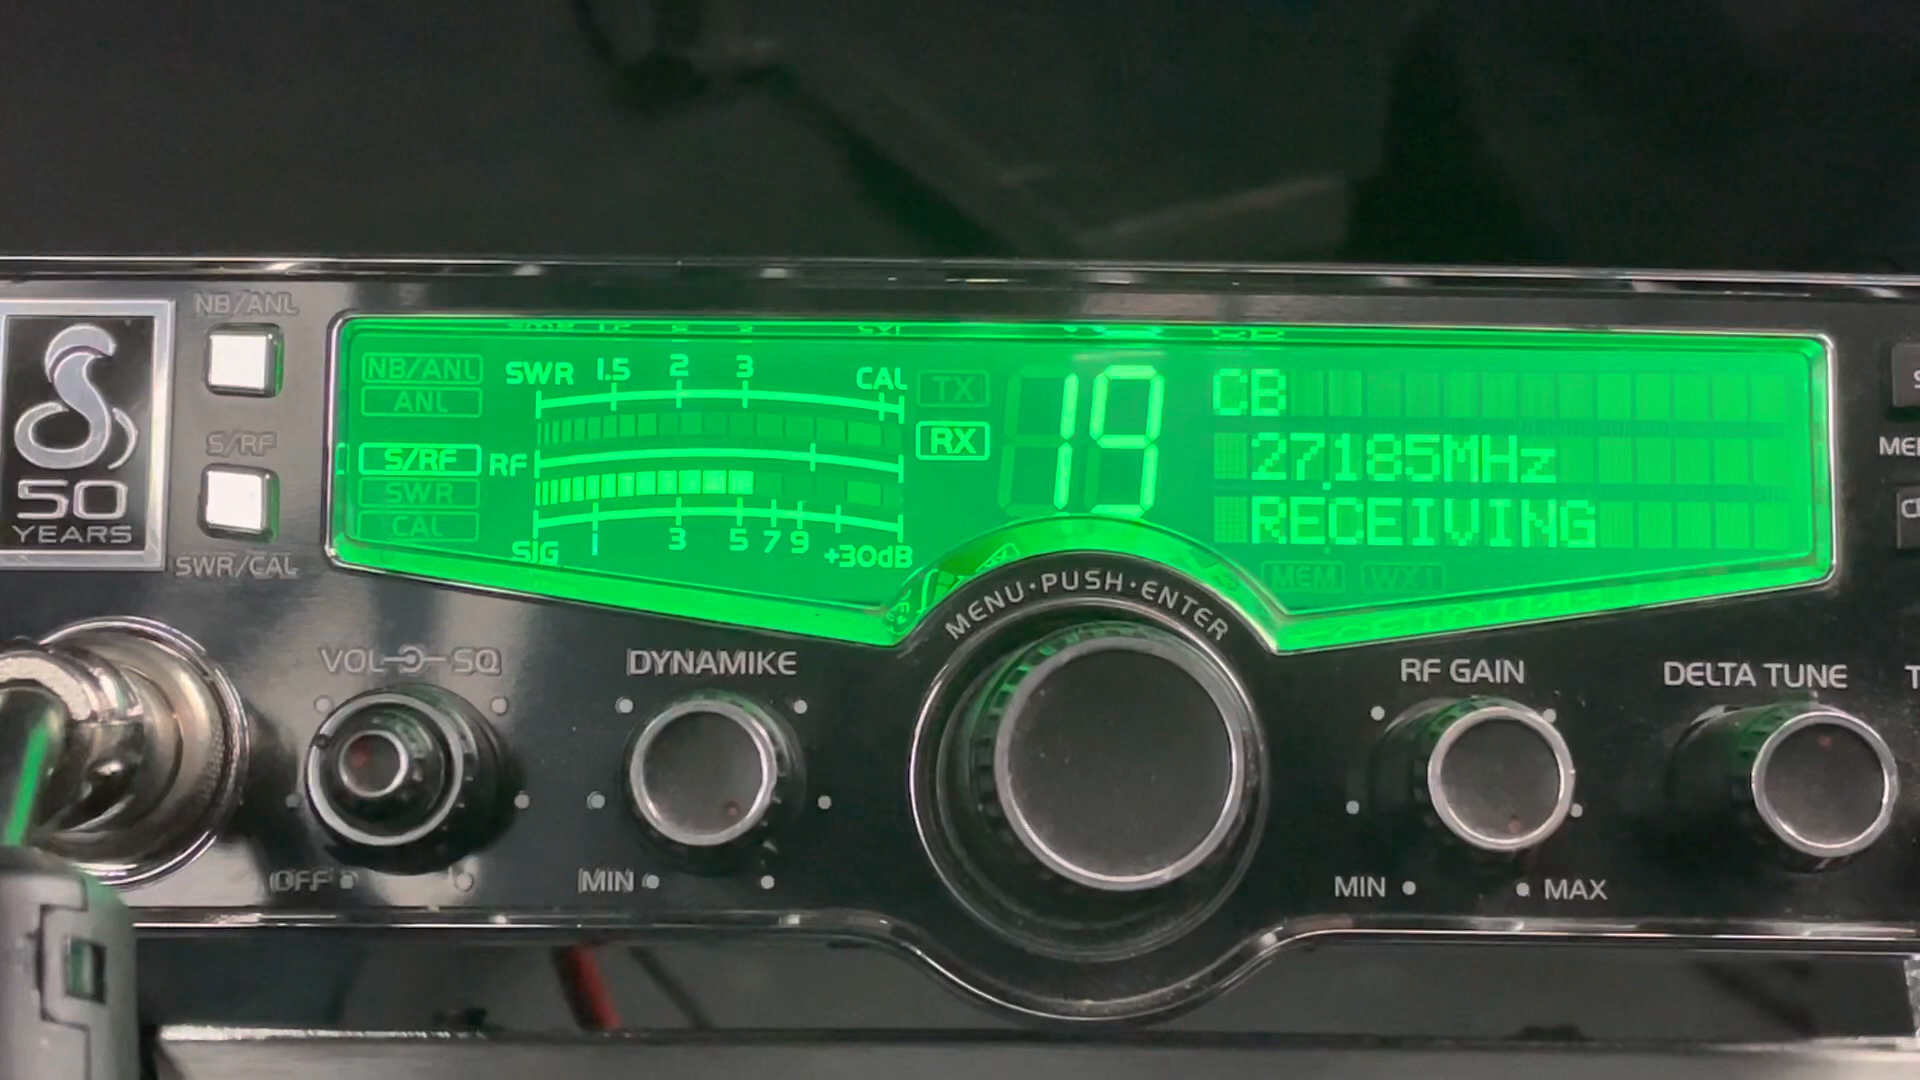 NB/ANL
S/RF
SWR/CAL
50
YEARS
NB/ANL
ANL
S/RF
SWR
CAL
SWR 1.5 2 3 CAL
RF
SIG 1 3 5 7 9 +30dB
TX
RX
19
CB
27.185MHz
RECEIVING
MEM WX
MENU·PUSH·ENTER
VOL SQ
OFF
DYNAMIKE
MIN
RF GAIN
MIN MAX
DELTA TUNE